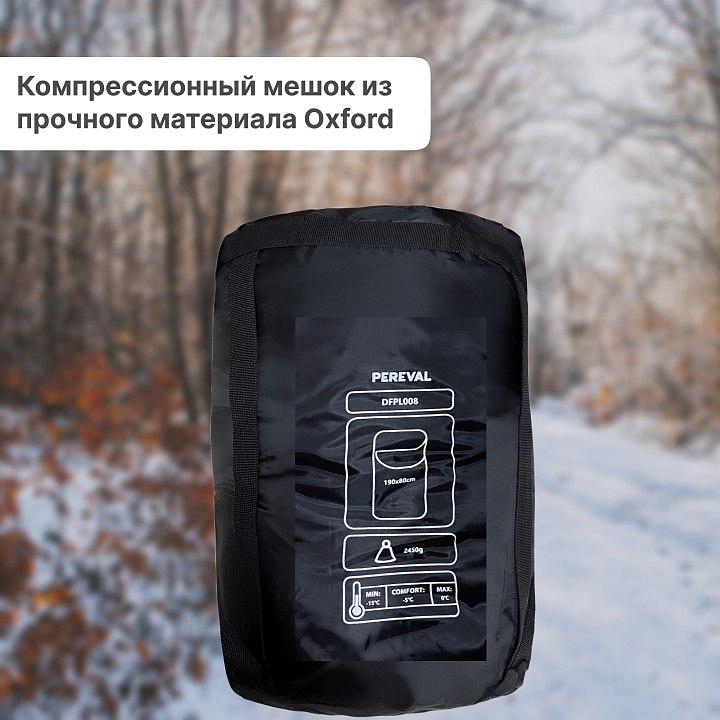 Компрессионный мешок из
прочного материала Oxford
PEREVAL
DFPL008
190x80cm
2450g
MIN: COMFORT: MAX:
-15°C -5°C 0°C